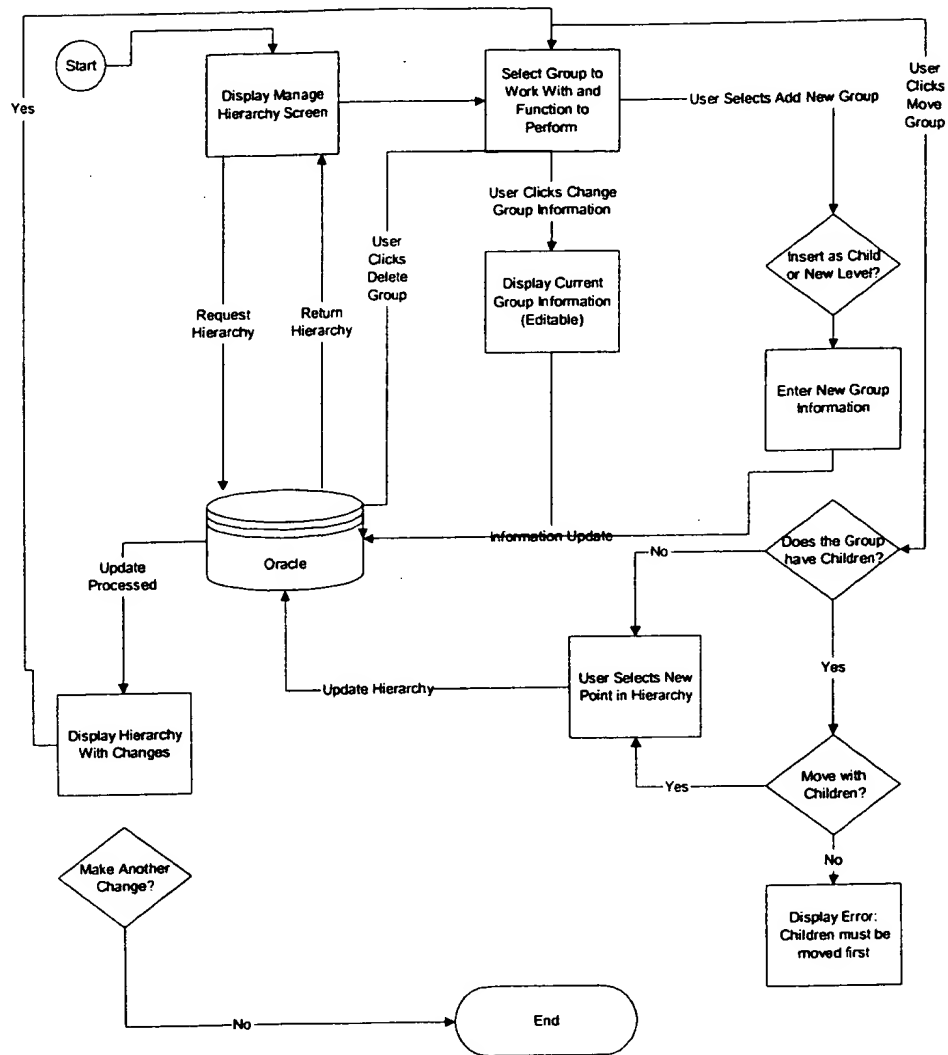 Start
Yes
Display Manage
Hierarchy Screen
Select Group to
Work With and
Function to
Perform
User Selects Add New Group
User
Clicks
Move
Group
User Clicks Change
Group Information
User
Clicks
Delete
Group
Insert as Child
or New Level?
Display Current
Group Information
(Editable)
Request
Hierarchy
Return
Hierarchy
Enter New Group
Information
Oracle
Information Update
Does the Group
have Children?
No
Update
Processed
Yes
User Selects New
Point in Hierarchy
Update Hierarchy
Display Hierarchy
With Changes
Move with
Children?
Yes
No
Make Another
Change?
Display Error:
Children must be
moved first
No
End